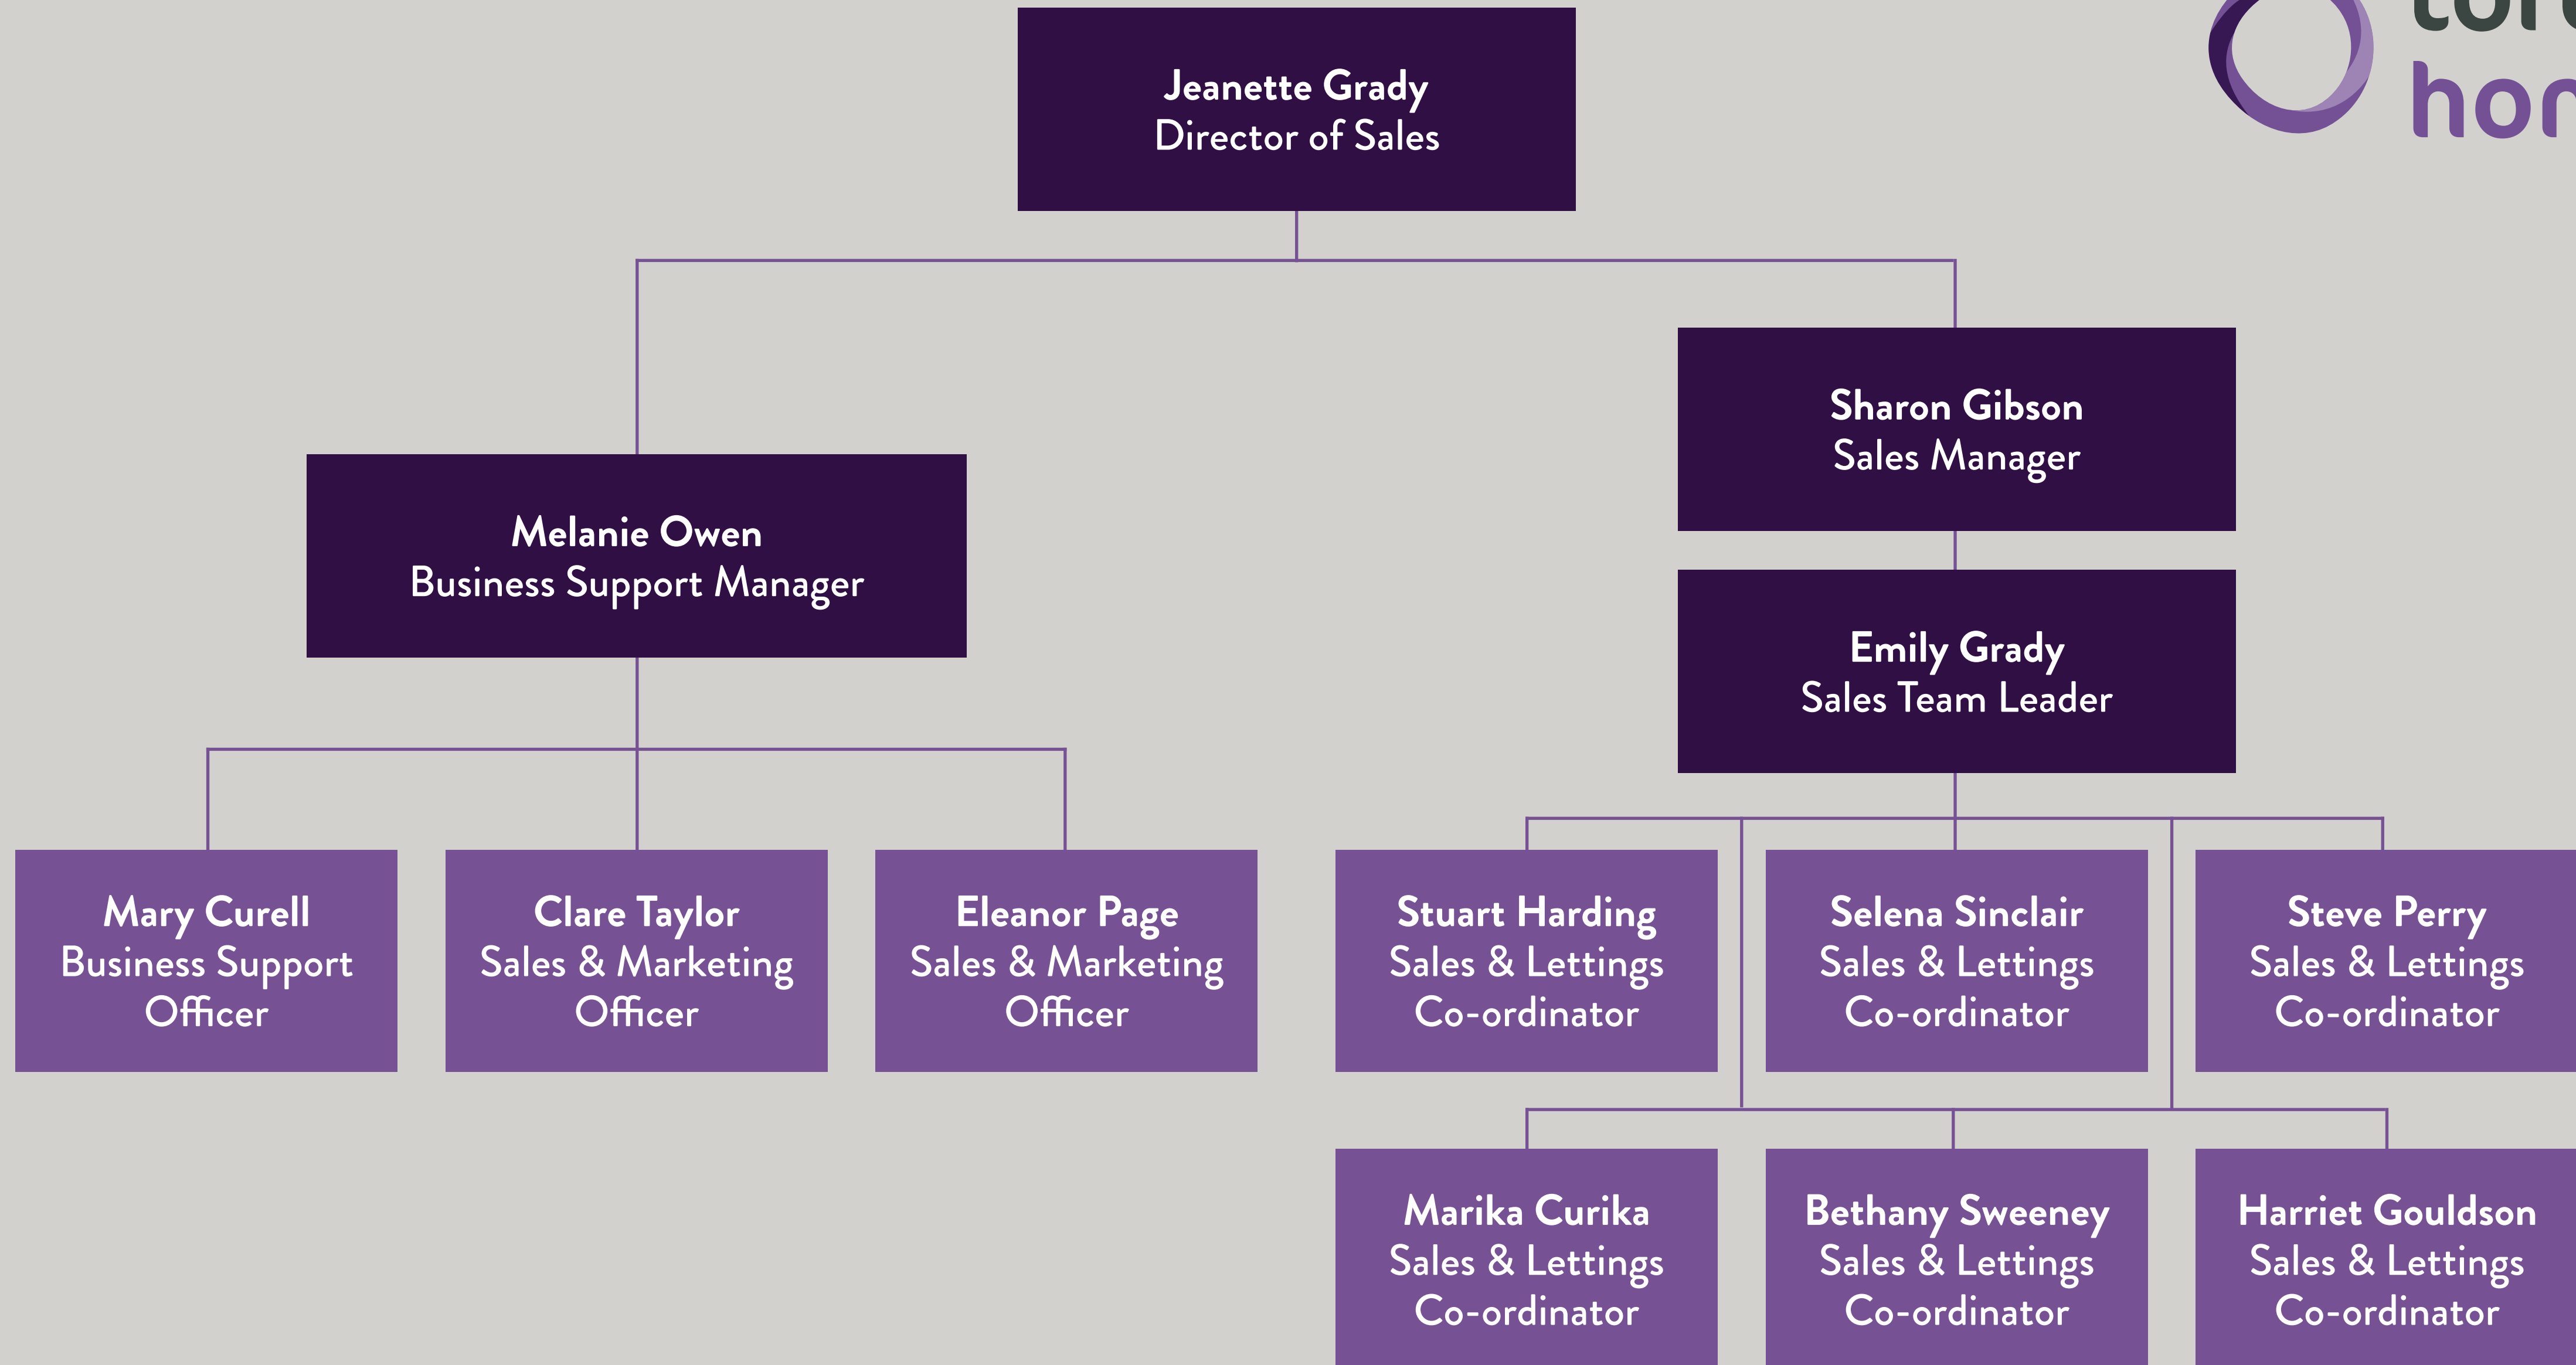 Jeanette Grady
Director of Sales
Sharon Gibson
Sales Manager
Melanie Owen
Business Support Manager
Emily Grady
Sales Team Leader
Mary Curell
Business Support
Officer
Clare Taylor
Sales & Marketing
Officer
Eleanor Page
Sales & Marketing
Officer
Stuart Harding
Sales & Lettings
Co-ordinator
Selena Sinclair
Sales & Lettings
Co-ordinator
Steve Perry
Sales & Lettings
Co-ordinator
Marika Curika
Sales & Lettings
Co-ordinator
Bethany Sweeney
Sales & Lettings
Co-ordinator
Harriet Gouldson
Sales & Lettings
Co-ordinator